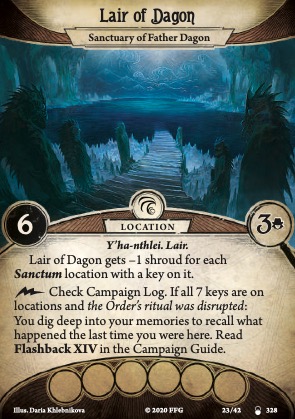 Lair of Dagon
Sanctuary of Father Dagon
6
LOCATION
3
Y'ha-nthlei. Lair.
Lair of Dagon gets –1 shroud for each
Sanctum location with a key on it.
Check Campaign Log. If all 7 keys are on
locations and the Order's ritual was disrupted:
You dig deep into your memories to recall what
happened the last time you were here. Read
Flashback XIV in the Campaign Guide.
Illus. Daria Khlebnikova
© 2020 FFG
23/42
328